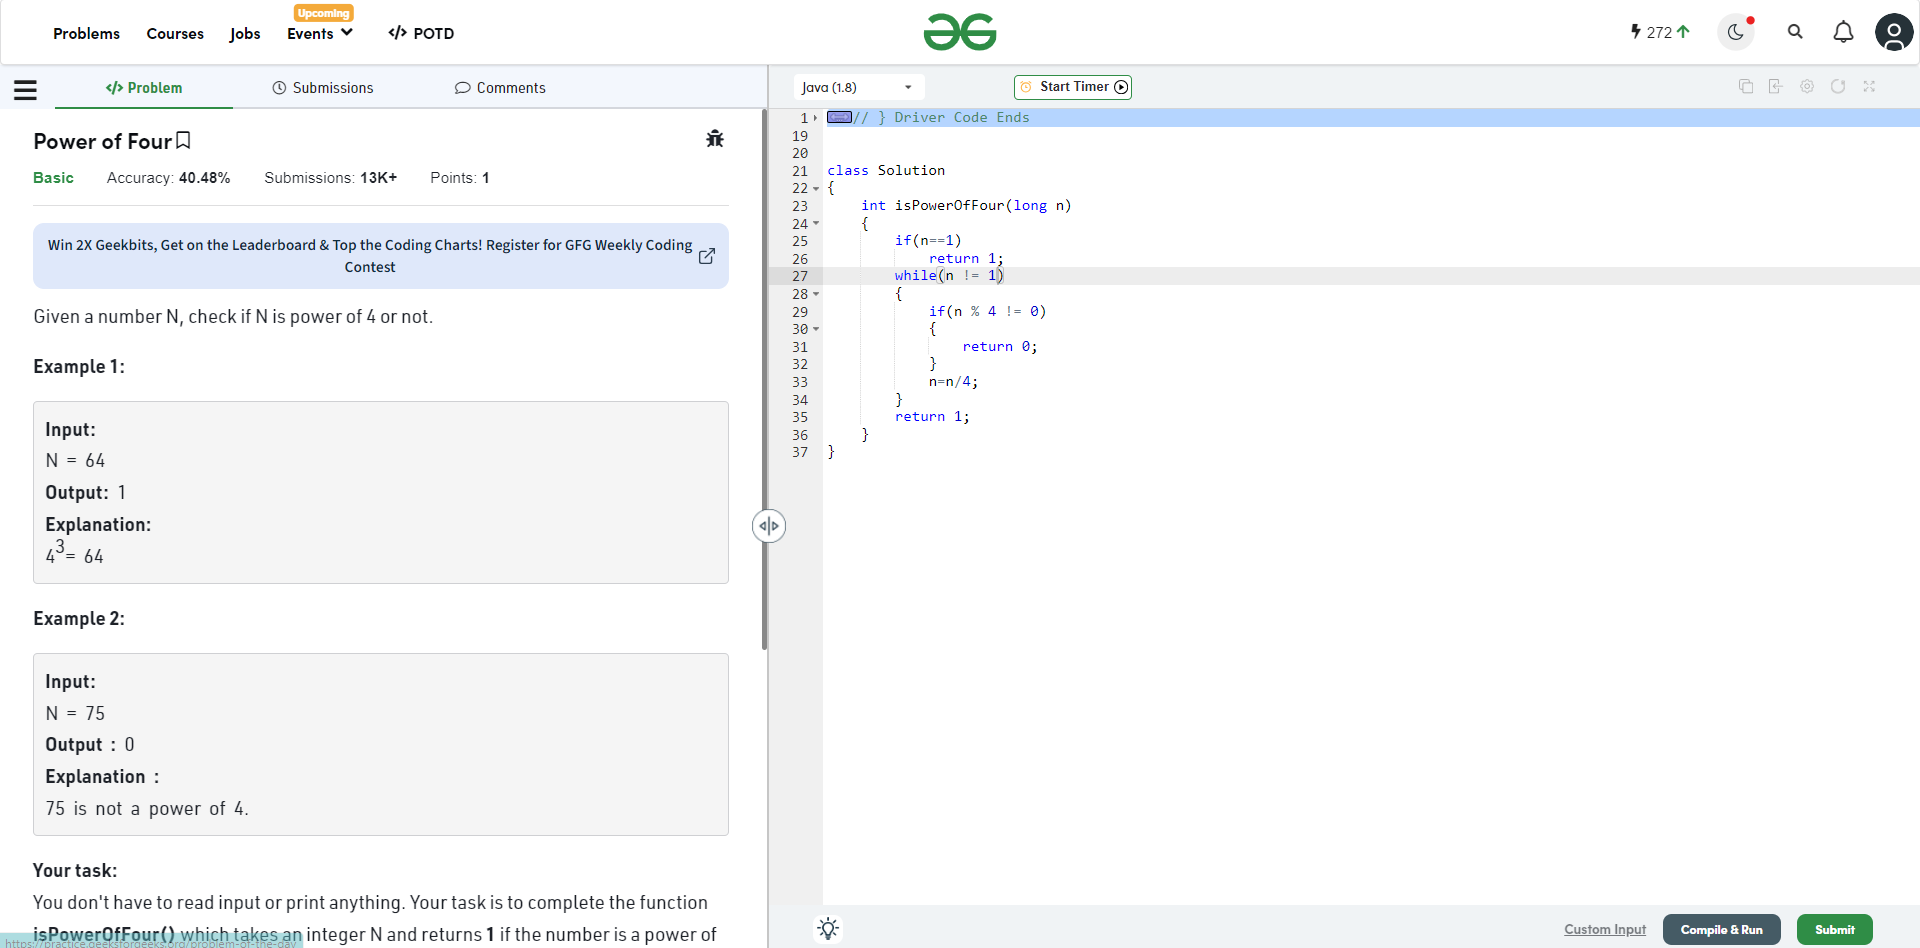 Upcoming
Problems Courses Jobs Events </> POTD
272
</> Problem Submissions Comments
Java (1.8) Start Timer
Power of Four
Basic Accuracy: 40.48% Submissions: 13K+ Points: 1
Win 2X Geekbits, Get on the Leaderboard & Top the Coding Charts! Register for GFG Weekly Coding
Contest
Given a number N, check if N is power of 4 or not.
Example 1:
Input:
N = 64
Output: 1
Explanation:
4³= 64
Example 2:
Input:
N = 75
Output : 0
Explanation :
75 is not a power of 4.
Your task:
You don't have to read input or print anything. Your task is to complete the function
isPowerOfFour() which takes an integer N and returns 1 if the number is a power of
https://practice.geeksforgeeks.org/problem-of-the-day
1 // } Driver Code Ends
19
20
21 class Solution
22 {
23     int isPowerOfFour(long n)
24     {
25         if(n==1)
26             return 1;
27         while(n != 1)
28         {
29             if(n % 4 != 0)
30             {
31                 return 0;
32             }
33             n=n/4;
34         }
35         return 1;
36     }
37 }
Custom Input Compile & Run Submit